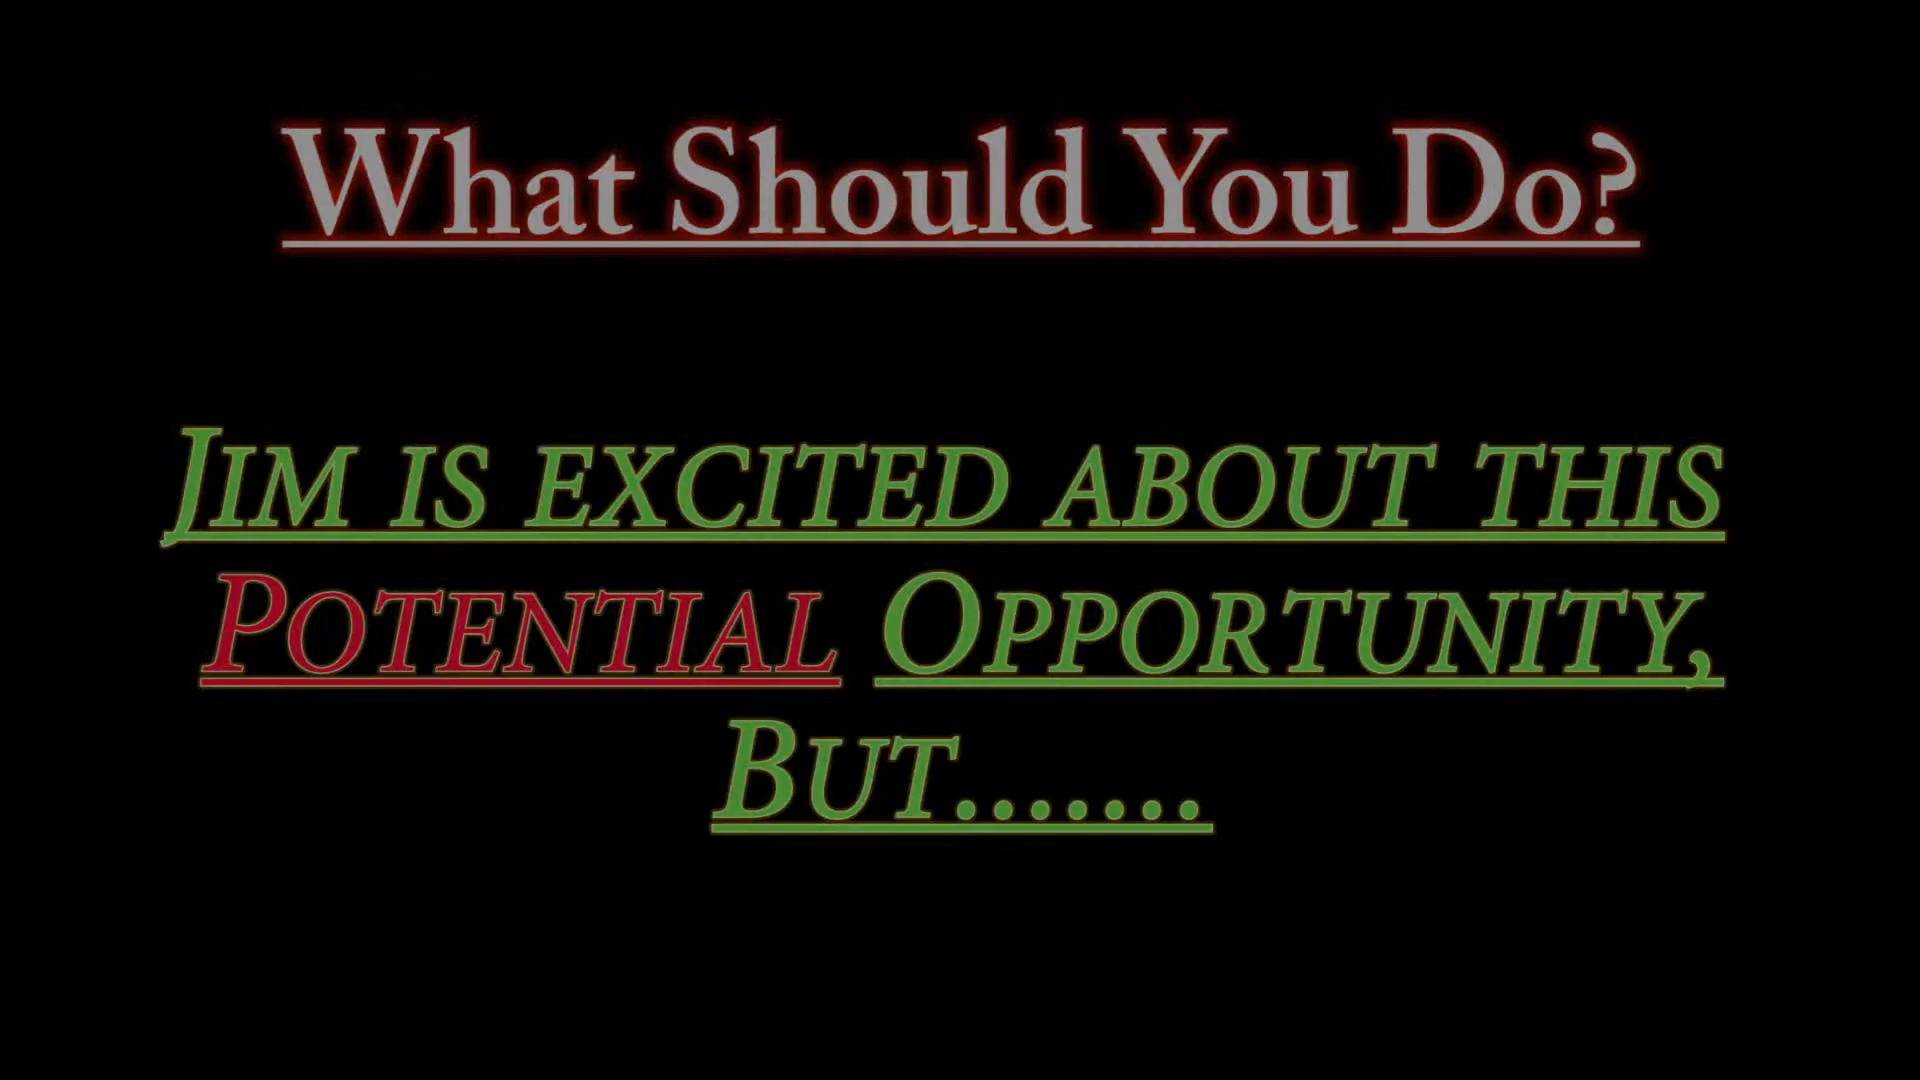 What Should You Do?
Jim is excited about this
Potential Opportunity,
But.......